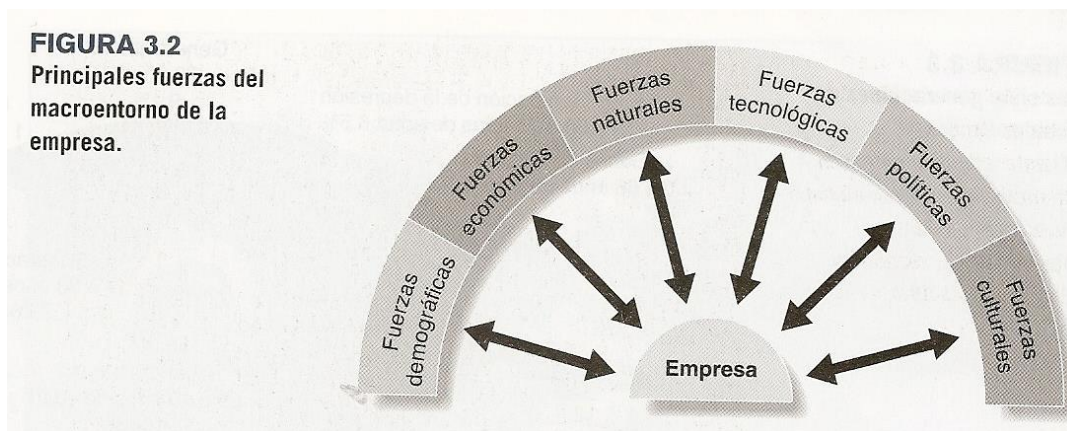 FIGURA 3.2
Principales fuerzas del
macroentorno de la
empresa.
Fuerzas
demográficas
Fuerzas
económicas
Fuerzas
naturales
Fuerzas
tecnológicas
Fuerzas
políticas
Fuerzas
culturales
Empresa